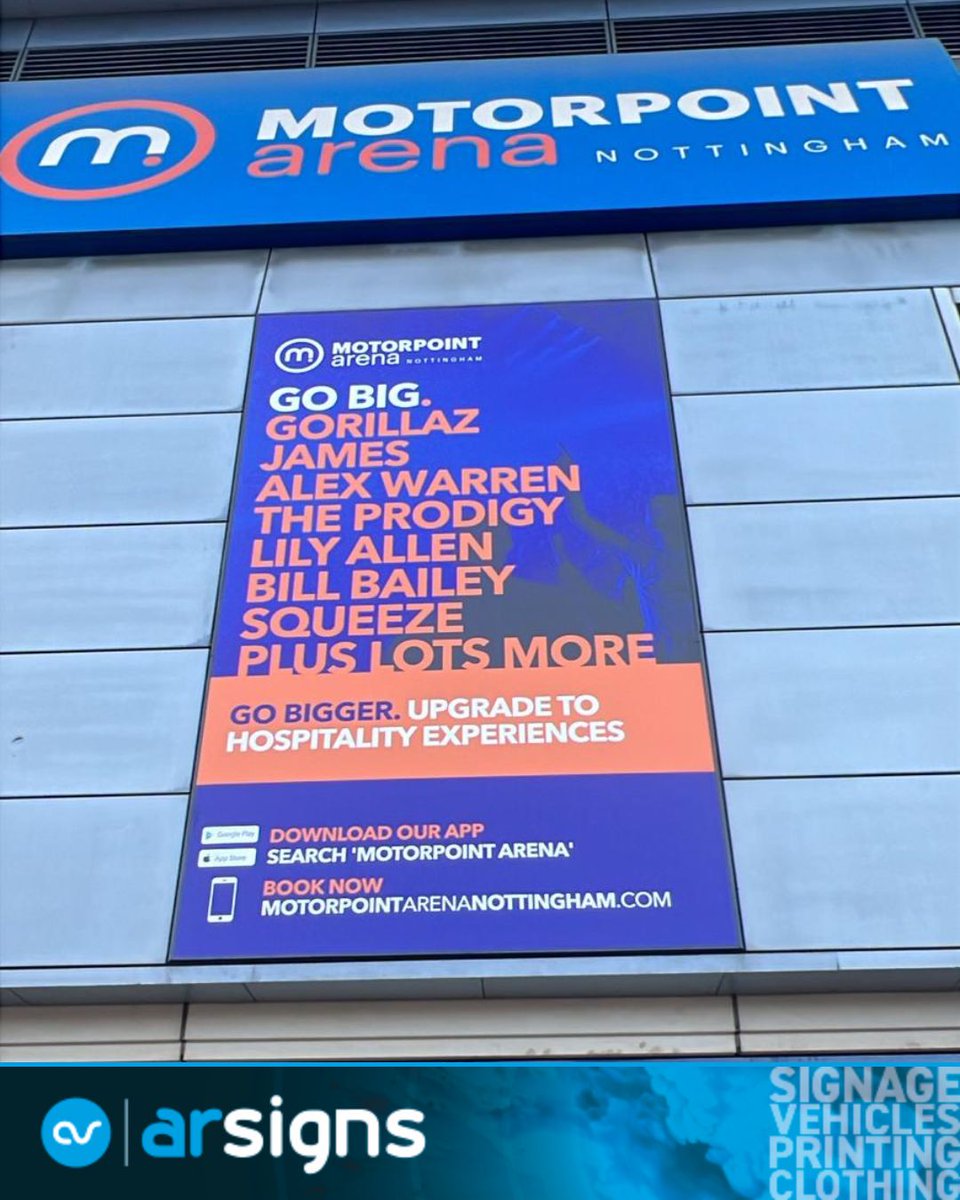 m.
MOTORPOINT
arena NOTTINGHAM
m.
MOTORPOINT
arena NOTTINGHAM
GO BIG.
GORILLAZ
JAMES
ALEX WARREN
THE PRODIGY
LILY ALLEN
BILL BAILEY
SQUEEZE
PLUS LOTS MORE
GO BIGGER. UPGRADE TO
HOSPITALITY EXPERIENCES
Google Play
App Store
DOWNLOAD OUR APP
SEARCH 'MOTORPOINT ARENA'
BOOK NOW
MOTORPOINTARENANOTTINGHAM.COM
ar arsigns
SIGNAGE
VEHICLES
PRINTING
CLOTHING